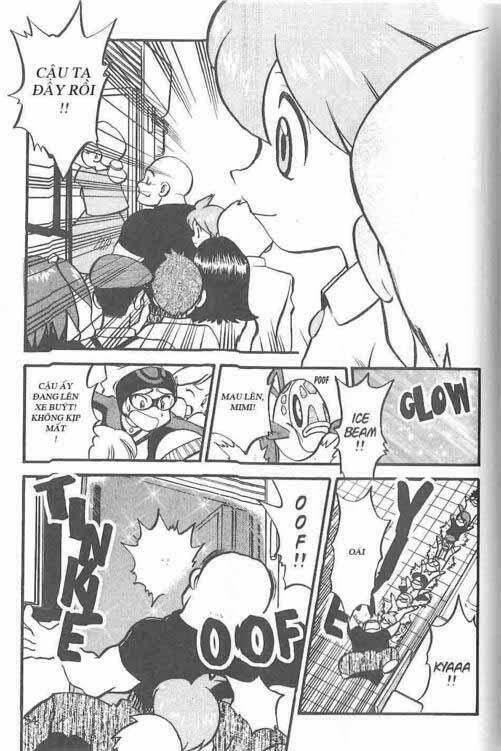 CẬU TA
ĐÂY RỒI
!!
CẬU ẤY
ĐANG LÊN
XE BUÝT!
KHÔNG KỊP
MẤT
!
MAU LÊN,
MIMI!
POOF
ICE
BEAM!!
GLOW
TINKLE
OOF!!
OOF
OÁI
KYAAA
!!